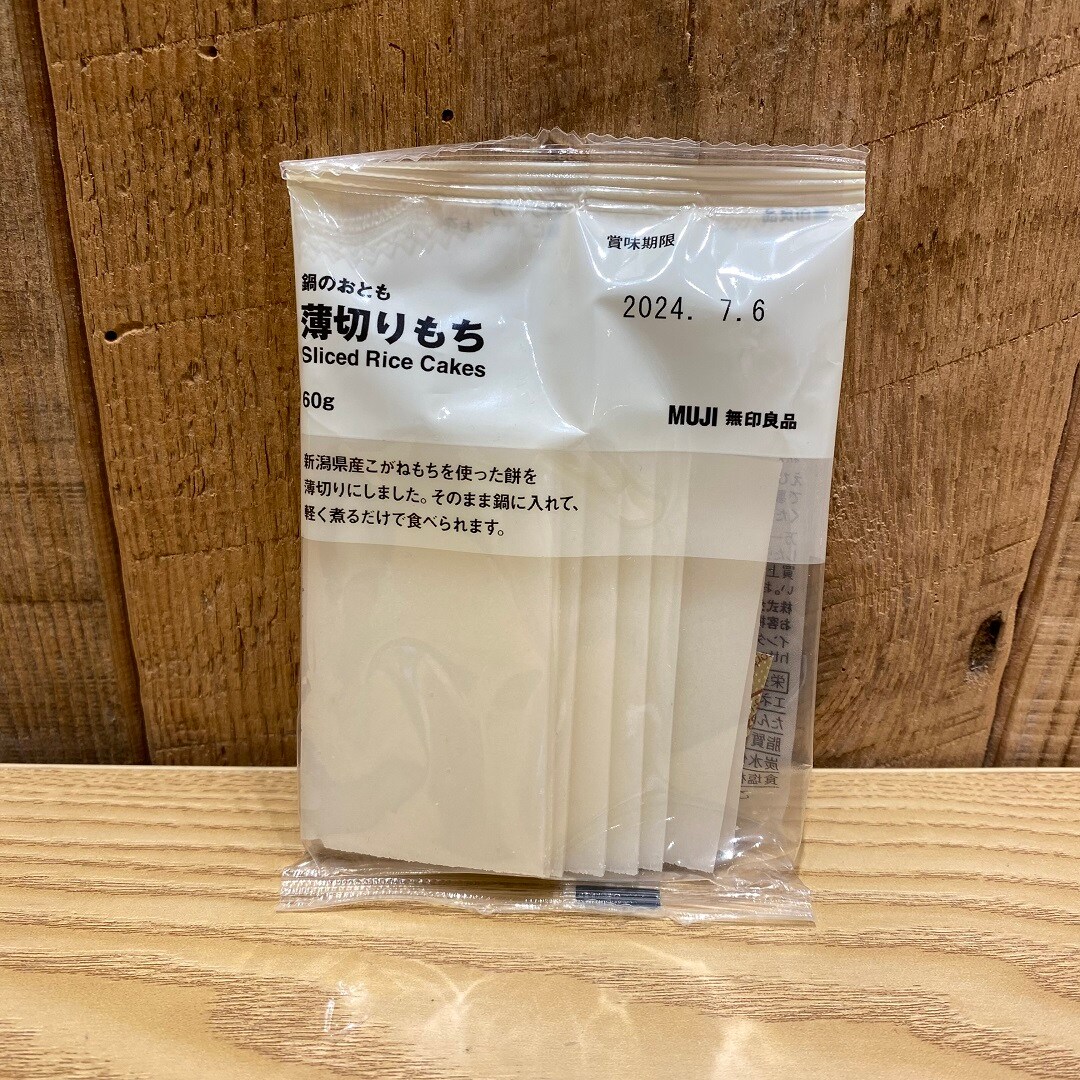 賞味期限
2024. 7.6
鍋のおとも
薄切りもち
Sliced Rice Cakes
60g
MUJI 無印良品
新潟県産こがねもちを使った餅を
薄切りにしました。そのまま鍋に入れて、
軽く煮るだけで食べられます。